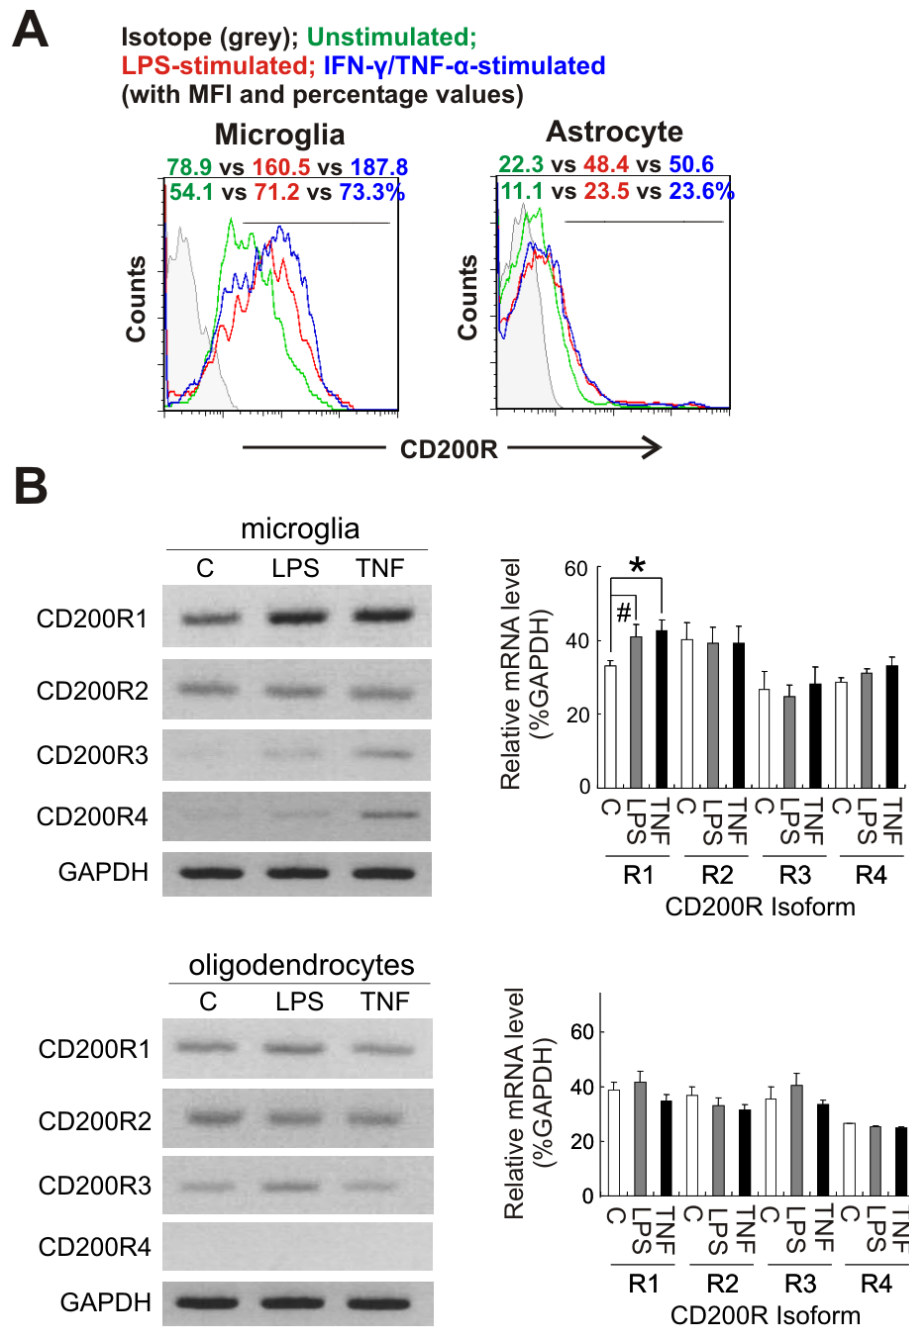 A
Isotope (grey); Unstimulated;
LPS-stimulated; IFN-γ/TNF-α-stimulated
(with MFI and percentage values)
Microglia
78.9 vs 160.5 vs 187.8
54.1 vs 71.2 vs 73.3%
Counts
Astrocyte
22.3 vs 48.4 vs 50.6
11.1 vs 23.5 vs 23.6%
Counts
CD200R
B
microglia
C LPS TNF
CD200R1
CD200R2
CD200R3
CD200R4
GAPDH
Relative mRNA level
(%GAPDH)
60
40
20
0
*
#
C LPS TNF C LPS TNF C LPS TNF C LPS TNF
R1 R2 R3 R4
CD200R Isoform
oligodendrocytes
C LPS TNF
CD200R1
CD200R2
CD200R3
CD200R4
GAPDH
Relative mRNA level
(%GAPDH)
60
40
20
0
C LPS TNF C LPS TNF C LPS TNF C LPS TNF
R1 R2 R3 R4
CD200R Isoform